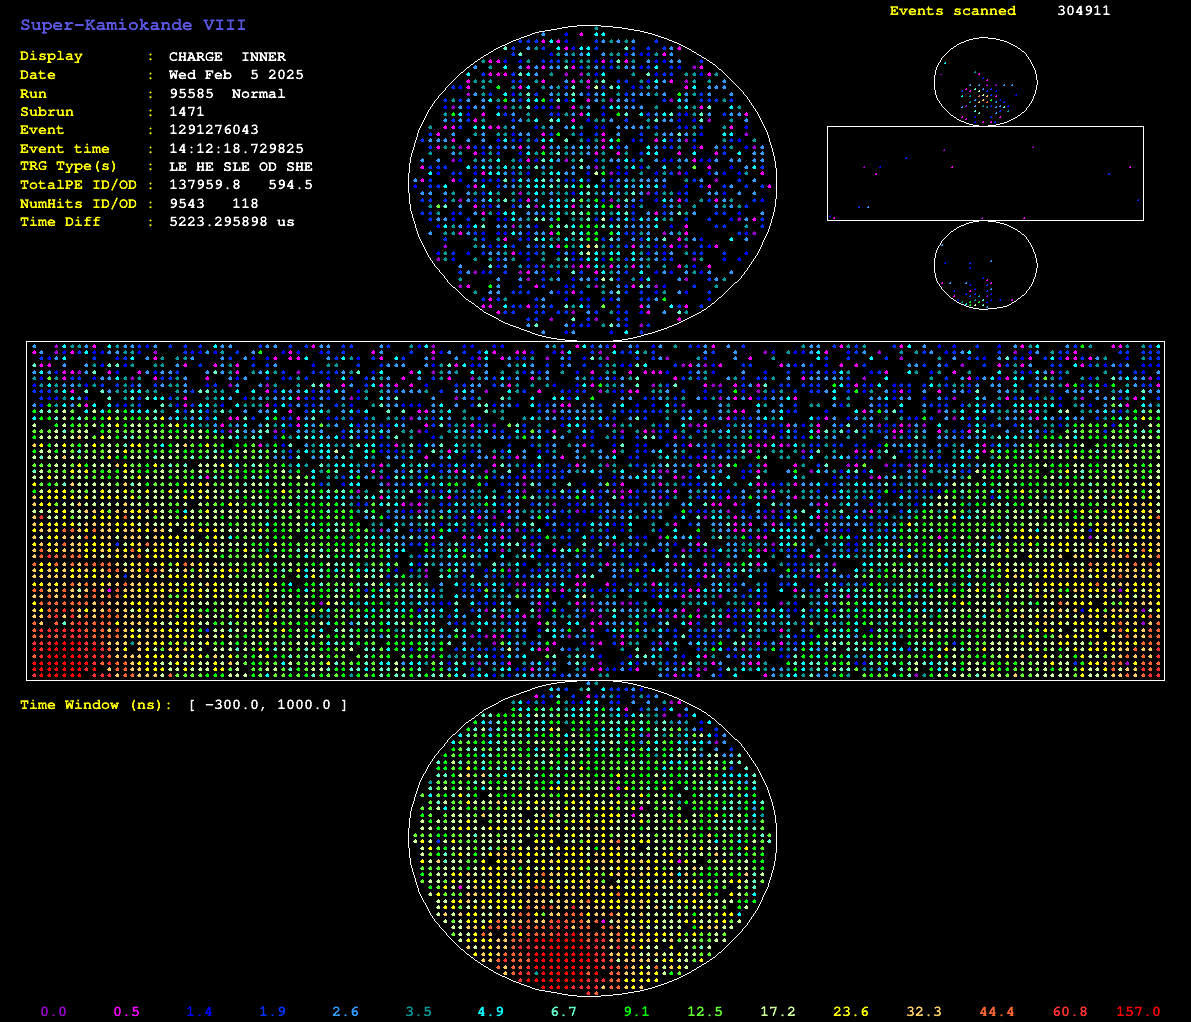 Super-Kamiokande VIII
Events scanned 304911
Display : CHARGE INNER
Date : Wed Feb 5 2025
Run : 95585 Normal
Subrun : 1471
Event : 1291276043
Event time : 14:12:18.729825
TRG Type(s) : LE HE SLE OD SHE
TotalPE ID/OD : 137959.8 594.5
NumHits ID/OD : 9543 118
Time Diff : 5223.295898 us
Time Window (ns): [ -300.0, 1000.0 ]
0.0 0.5 1.4 1.9 2.6 3.5 4.9 6.7 9.1 12.5 17.2 23.6 32.3 44.4 60.8 157.0